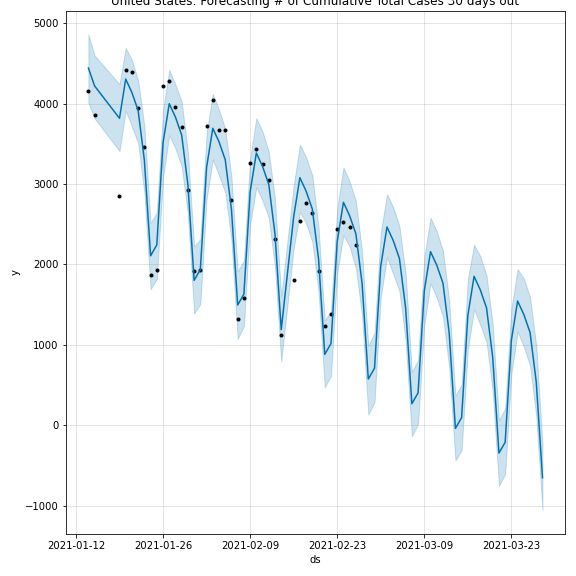 United States: Forecasting # of Cumulative Total Cases 30 days out
5000
4000
3000
2000
1000
0
−1000
y
2021-01-12 2021-01-26 2021-02-09 2021-02-23 2021-03-09 2021-03-23
ds